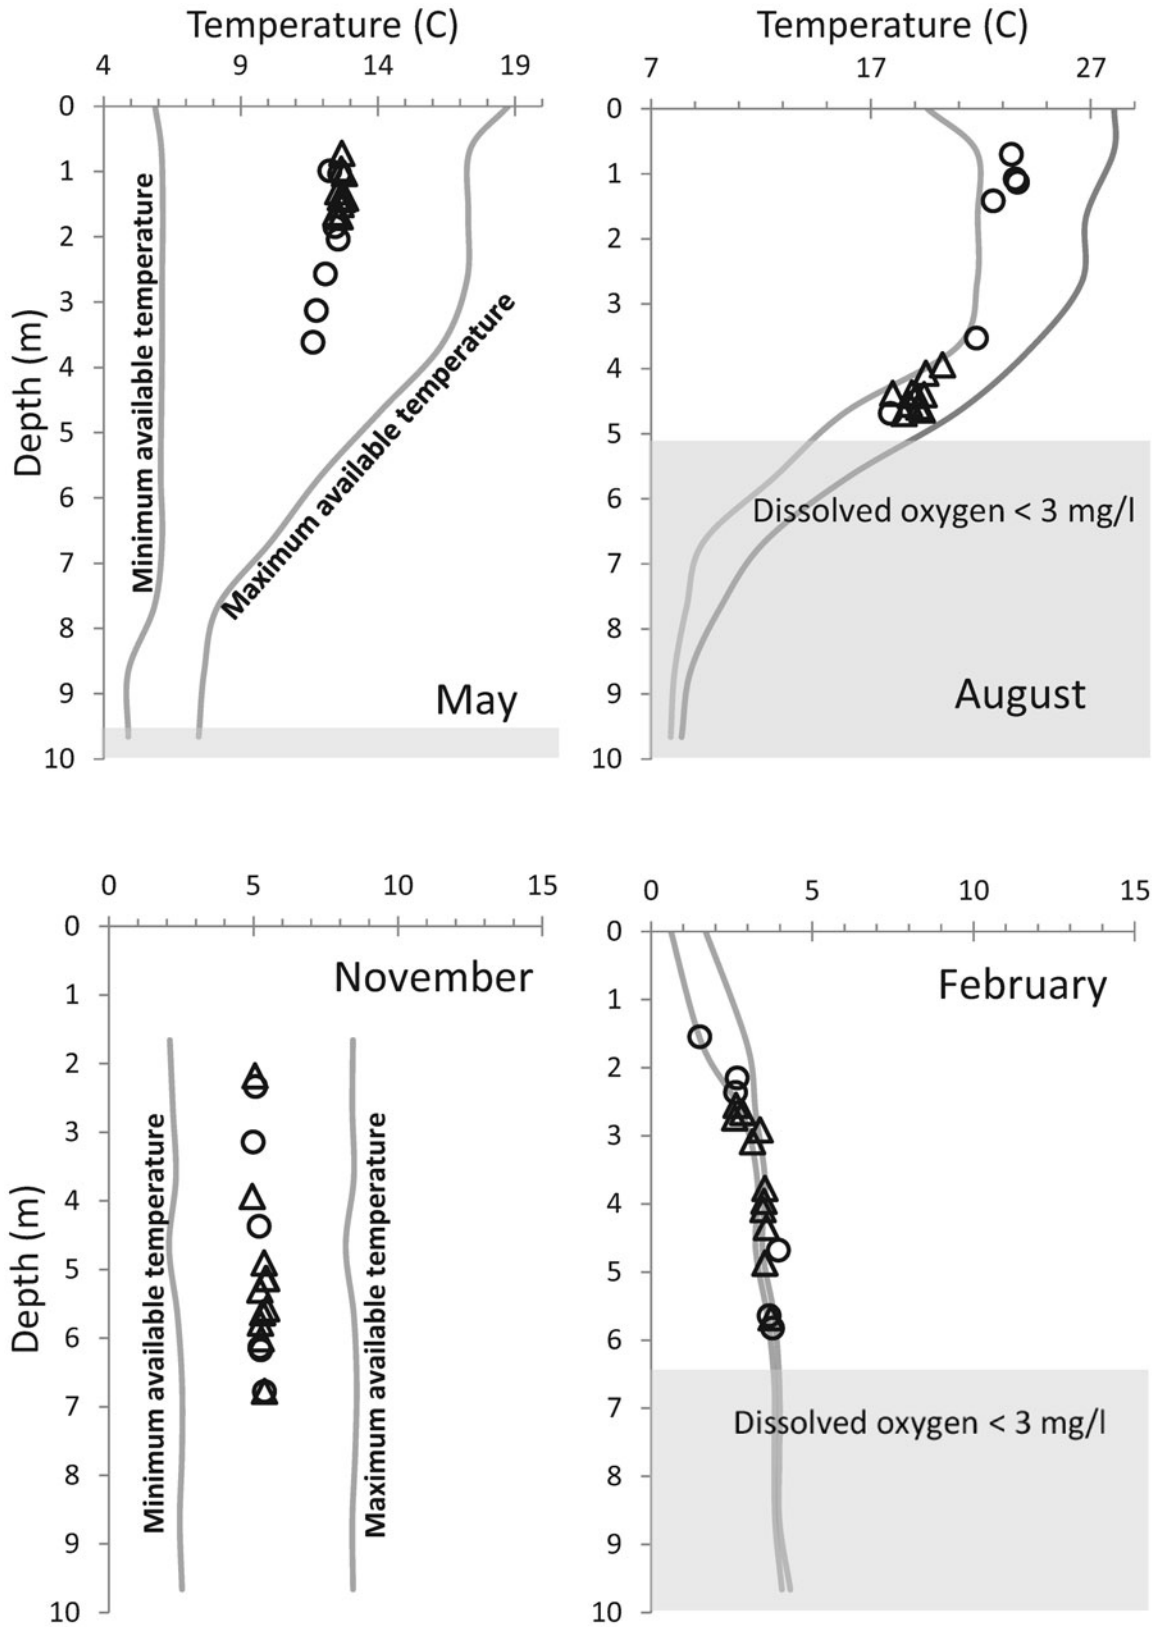 Temperature (C)
4 9 14 19
0
1
2
3
4
5
6
7
8
9
10
Depth (m)
Minimum available temperature
Maximum available temperature
May
Temperature (C)
7 17 27
0
1
2
3
4
5
6
7
8
9
10
Dissolved oxygen < 3 mg/l
August
0 5 10 15
0
1
2
3
4
5
6
7
8
9
10
Depth (m)
November
Minimum available temperature
Maximum available temperature
0 5 10 15
0
1
2
3
4
5
6
7
8
9
10
February
Dissolved oxygen < 3 mg/l